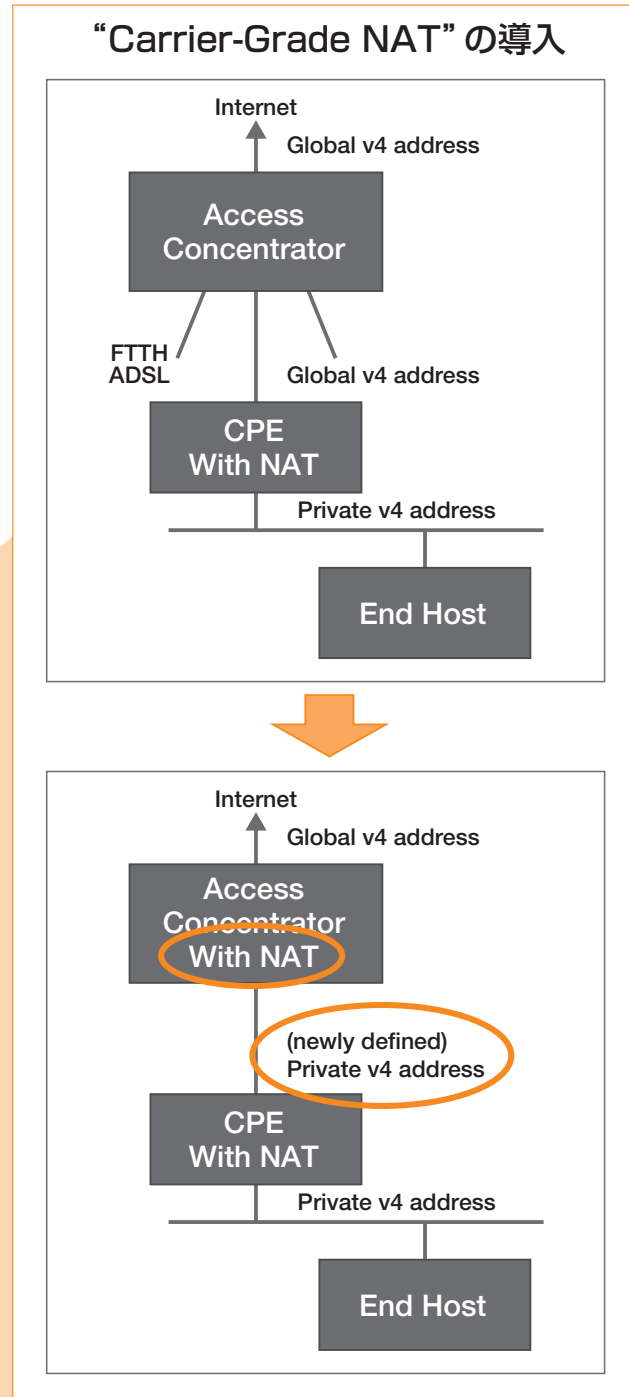 “Carrier-Grade NAT” の導入
Internet
Global v4 address
Access
Concentrator
FTTH
ADSL
Global v4 address
CPE
With NAT
Private v4 address
End Host
Internet
Global v4 address
Access
Concentrator
With NAT
(newly defined)
Private v4 address
CPE
With NAT
Private v4 address
End Host